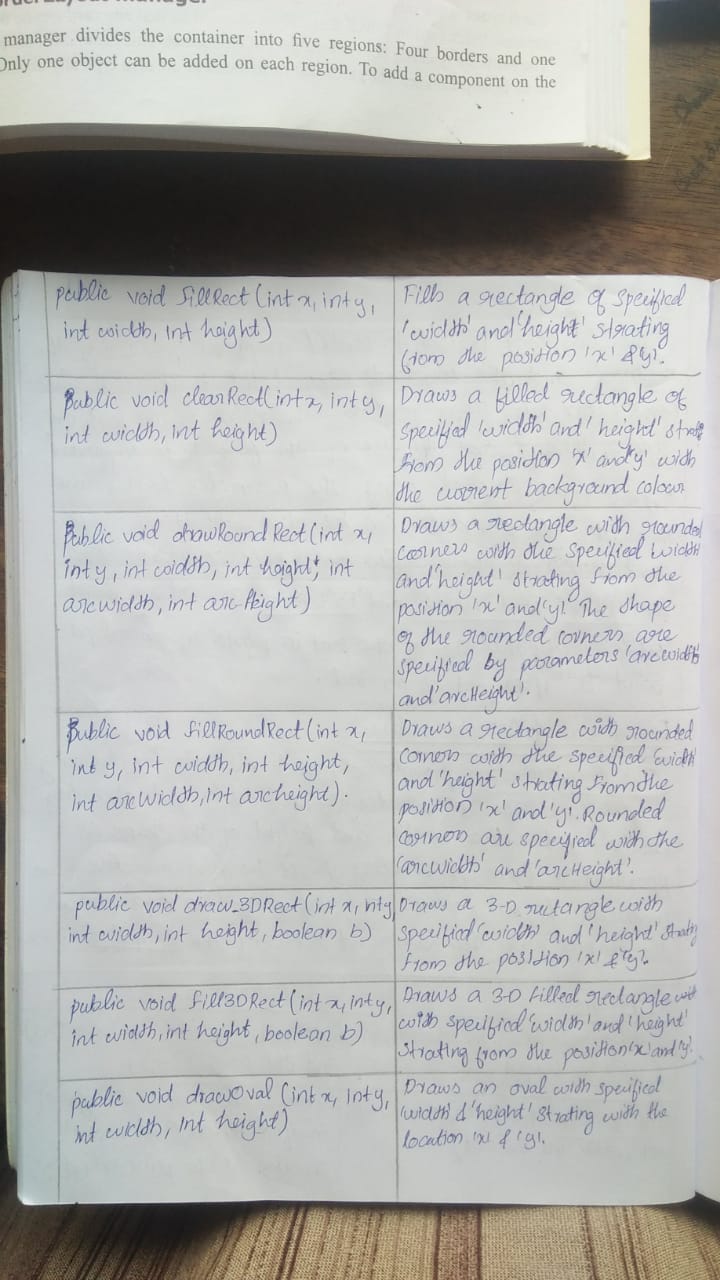 manager divides the container into five regions: Four borders and one
Only one object can be added on each region. To add a component on the
public void fillRect (int x, int y,
int width, int height)
Fills a rectangle of specified
'width' and 'height' strating
from the position 'x' & 'y'.
Public void clearRect(int x, int y,
int width, int height)
Draws a filled rectangle of
specified 'width' and 'height' strating
from the position 'x' and 'y' with
the current background colour
Public void drawRound Rect (int x,
int y, int width, int height, int
arcwidth, int arc height)
Draws a rectangle with rounded
corners with the specified width
and 'height' strating from the
position 'x' and 'y'. The shape
of the rounded corners are
specified by parameters 'arcwidth'
and 'arcHeight'.
Public void fillRoundRect (int x,
int y, int width, int height,
int arcWidth, int archeight).
Draws a rectangle with rounded
corners with the specified 'width'
and 'height' strating from the
position 'x' and 'y'. Rounded
corners are specified with the
'arcwidth' and 'arcHeight'.
public void draw_3DRect (int x, inty,
int width, int height, boolean b)
Draws a 3-D rectangle with
specified 'width' and 'height' strating
from the position 'x' & 'y'.
public void fill3DRect (int x, int y,
int width, int height, boolean b)
Draws a 3-D filled rectangle with
with specified 'width' and 'height'
strating from the position 'x' and 'y'.
public void drawOval (int x, int y,
int width, int height)
Draws an oval with specified
'width' & 'height' strating with the
location 'x' & 'y'.